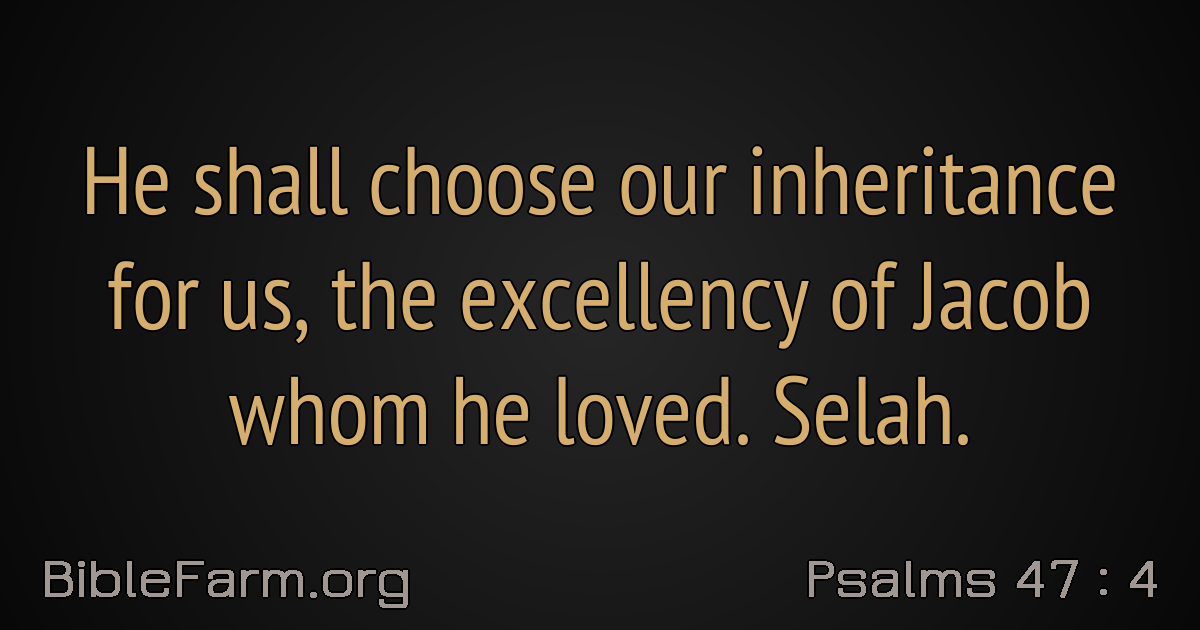 He shall choose our inheritance
for us, the excellency of Jacob
whom he loved. Selah.
BibleFarm.org
Psalms 47 : 4